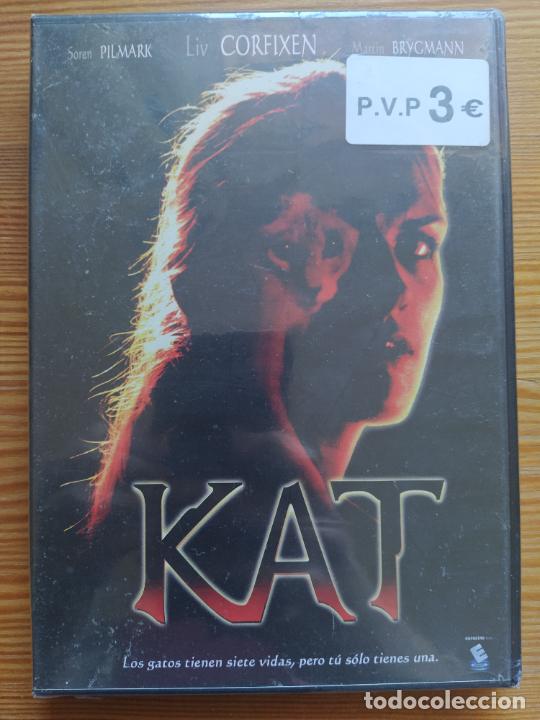 Soren PILMARK Liv CORFIXEN Martin BRYGMANN
P.V.P 3 €
KAT
Los gatos tienen siete vidas, pero tú sólo tienes una.
E
todocoleccion